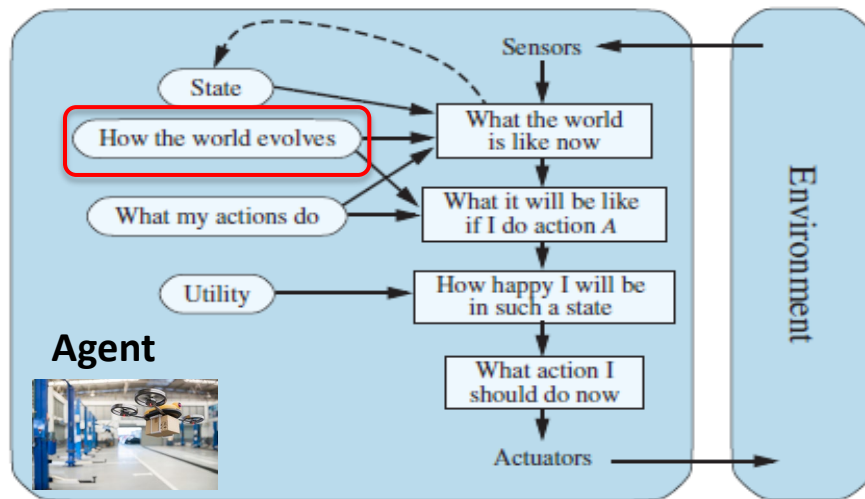 Sensors
State
What the world
is like now
How the world evolves
What my actions do
What it will be like
if I do action A
Utility
How happy I will be
in such a state
Agent
What action I
should do now
Actuators
Environment